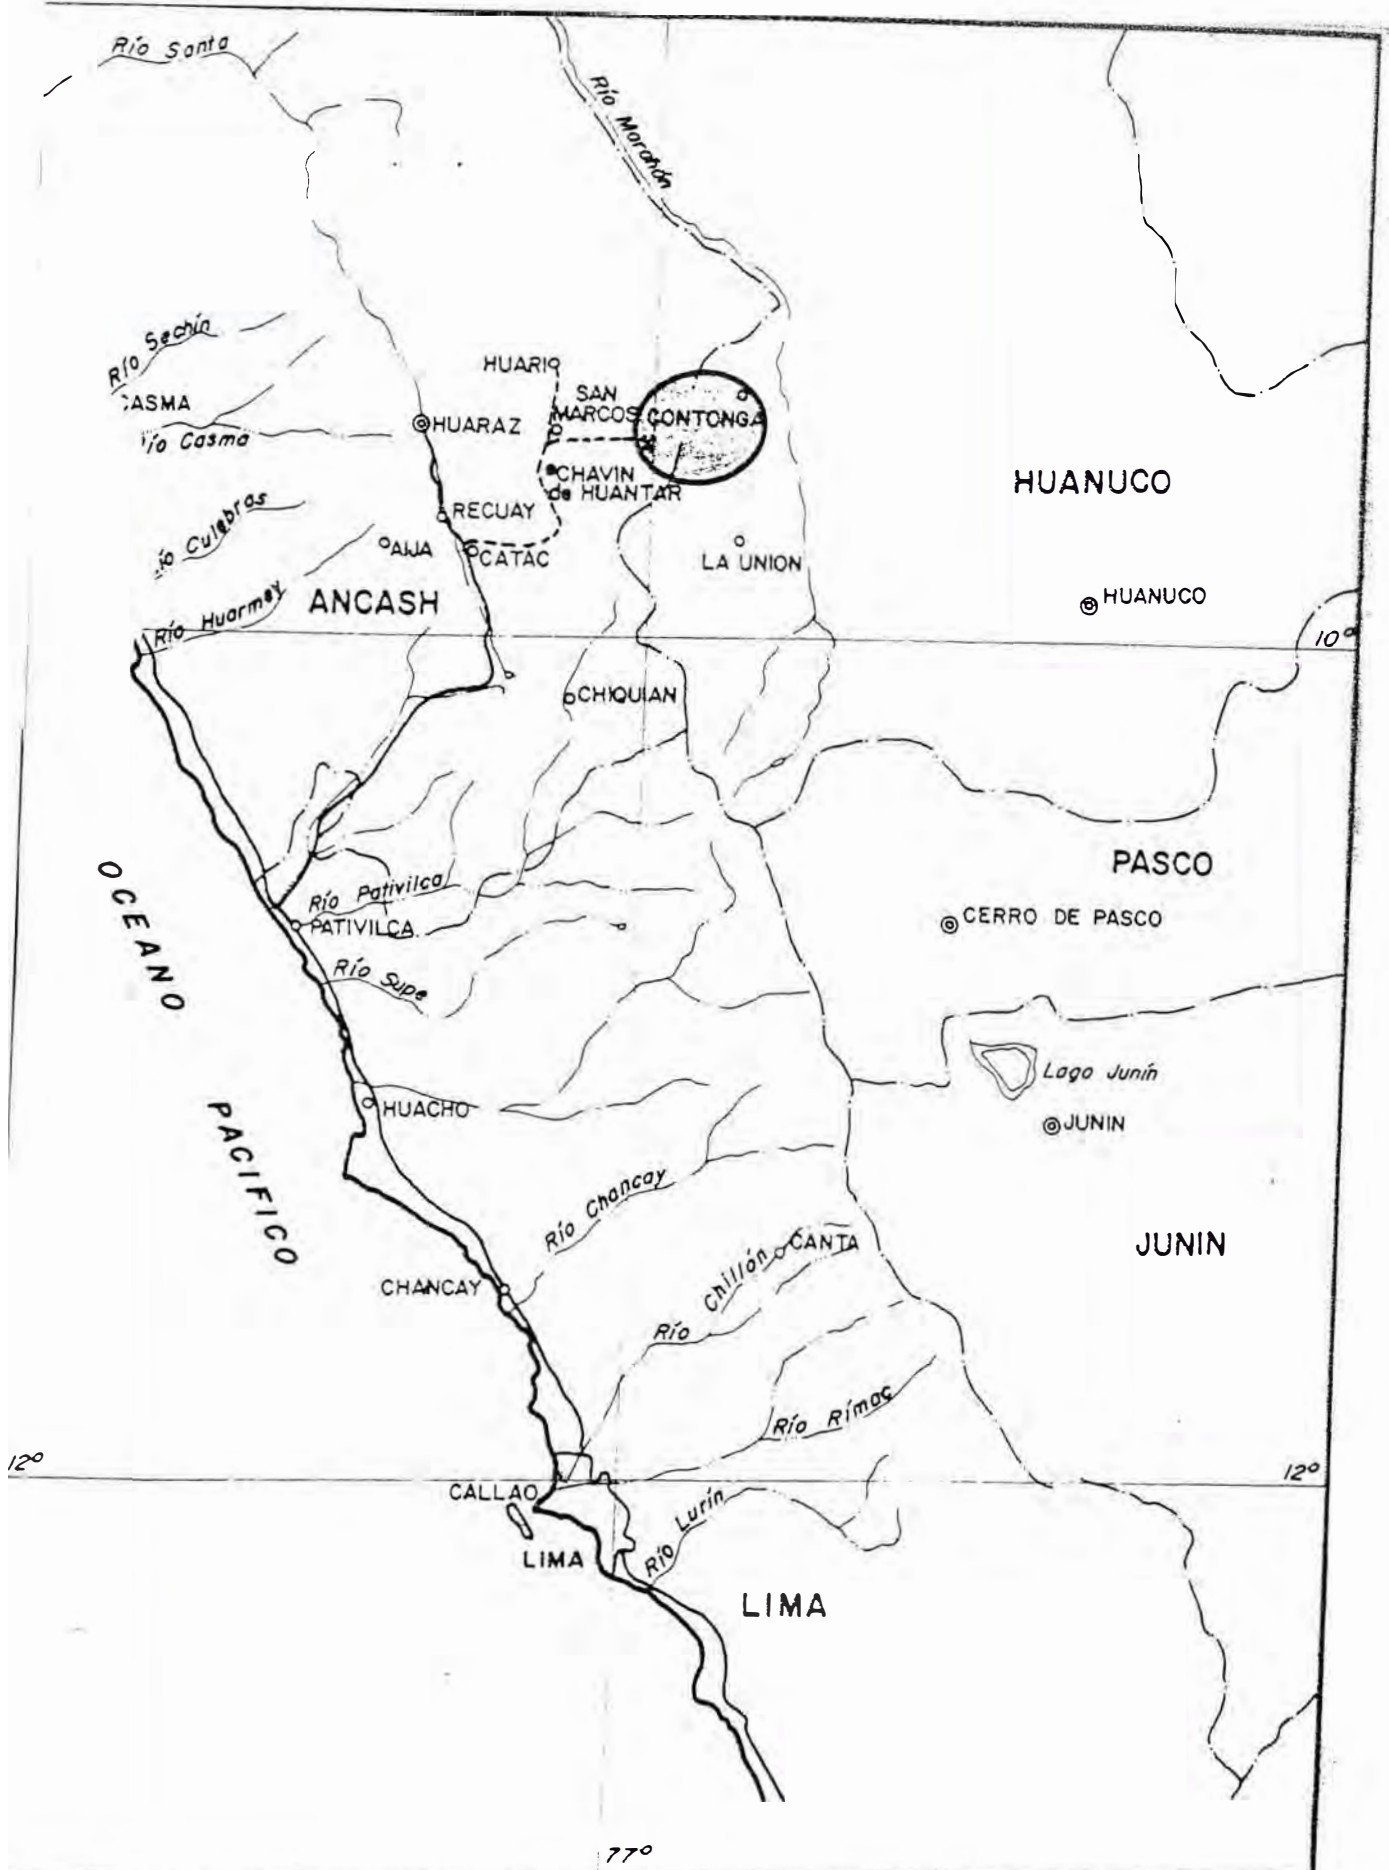 Río Santa
Río Marañón
Río Sechín
HUARI
SAN
MARCOS
CONTONGA
CASMA
Río Casma
HUARAZ
CHAVIN
de HUANTAR
HUANUCO
RECUAY
Río Culebras
AIJA
CATAC
LA UNION
ANCASH
HUANUCO
Río Huarmey
10°
CHIQUIAN
OCEANO
PACIFICO
PASCO
Río Pativilca
PATIVILCA
CERRO DE PASCO
Río Supe
Lago Junín
HUACHO
JUNIN
Río Chancay
JUNIN
CANTA
Río Chillón
CHANCAY
Río Rímac
12°
12°
CALLAO
Río Lurín
LIMA
LIMA
77°